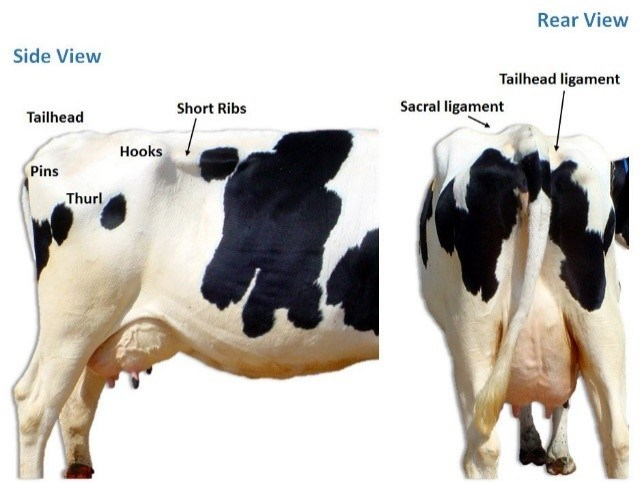 Rear View
Side View
Tailhead ligament
Sacral ligament
Short Ribs
Tailhead
Hooks
Pins
Thurl